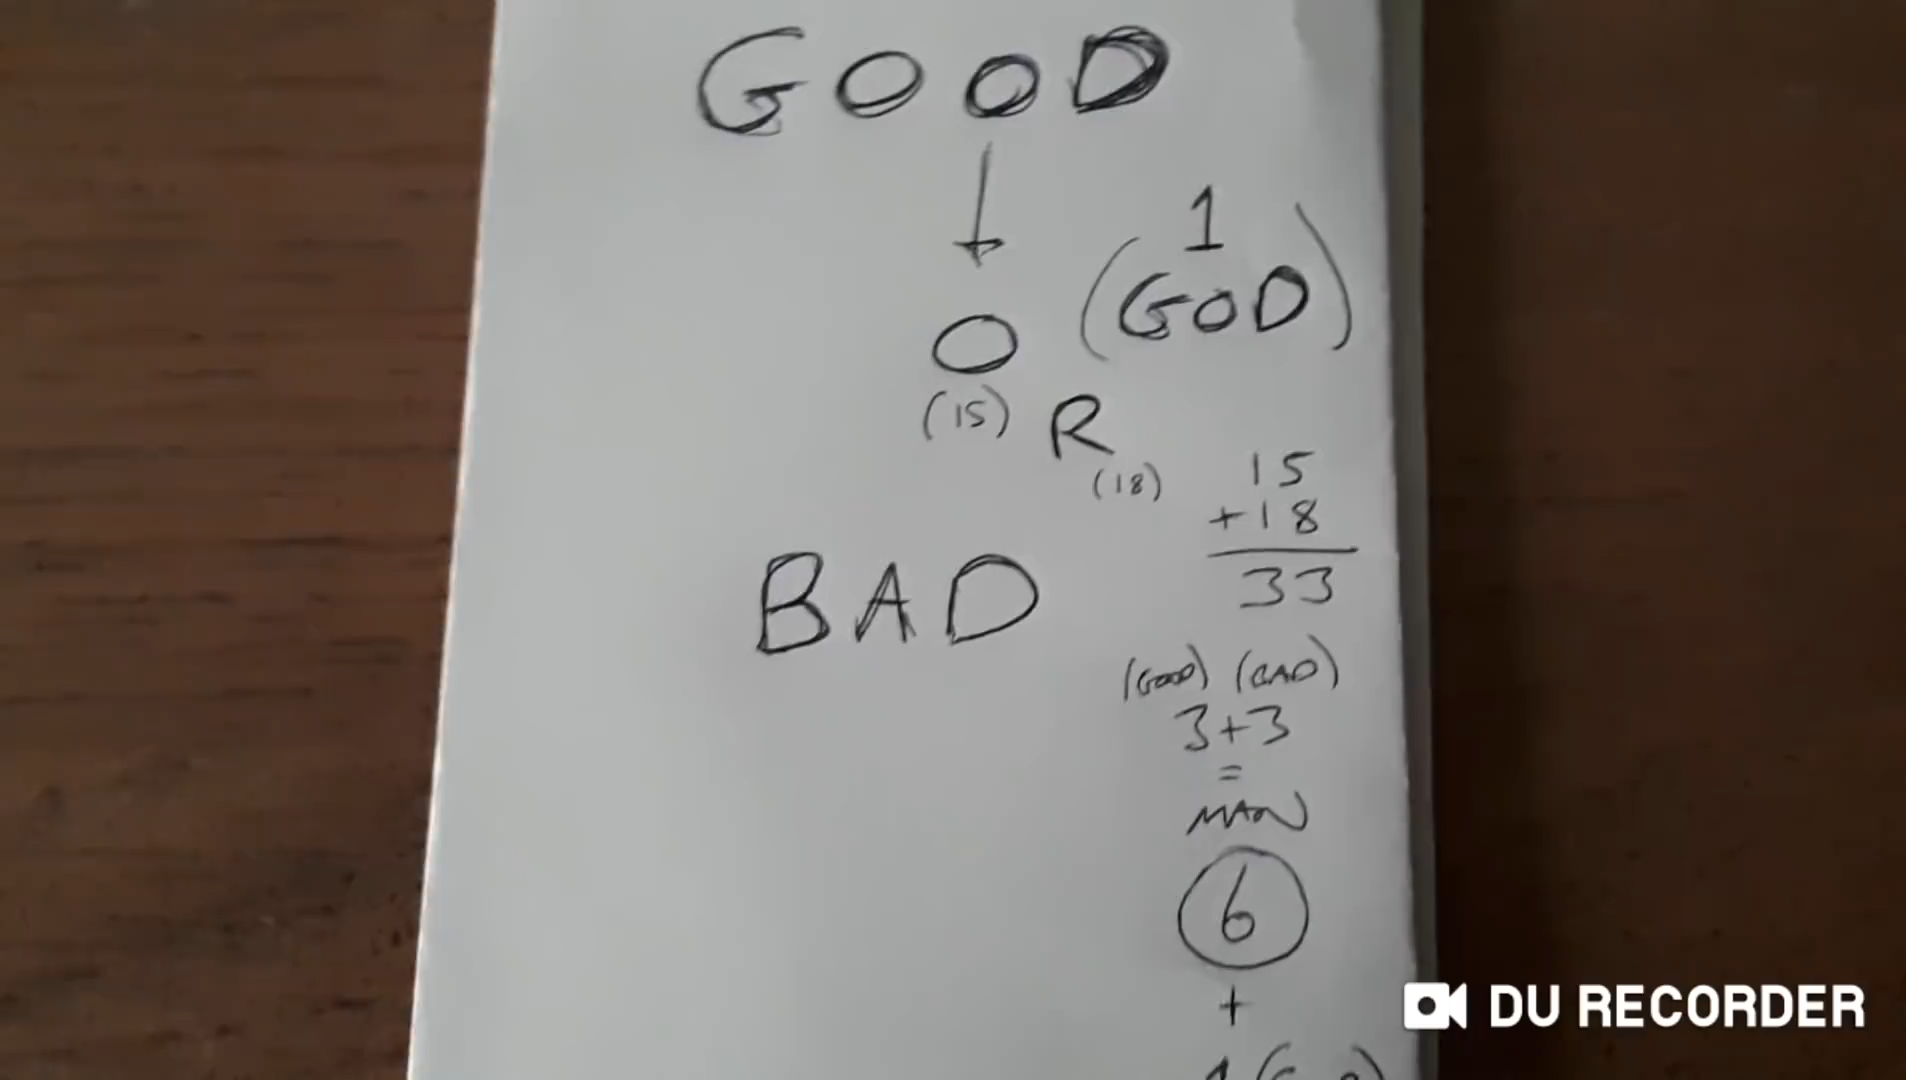 GOOD
1
(GOD)
O
(15)
R
(18)
15
+18
33
BAD
(GOOD) (BAD)
3+3
=
MAN
6
+
DU RECORDER